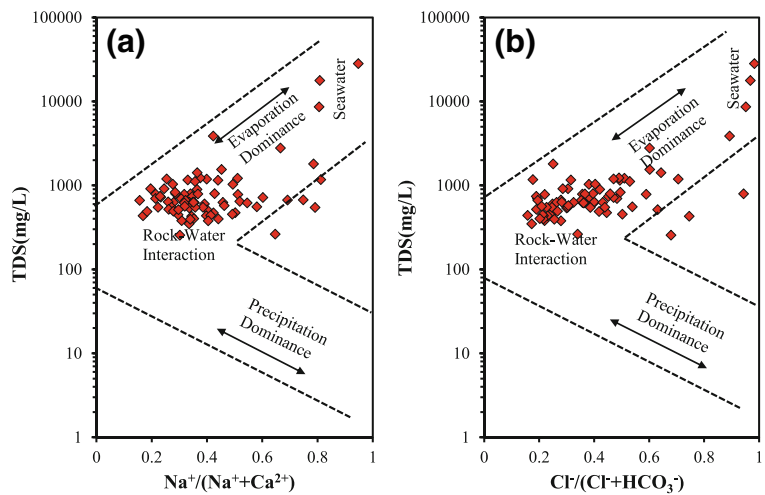 (a)
100000
10000
1000
100
10
1
TDS(mg/L)
Evaporation
Dominance
Seawater
Rock-Water
Interaction
Precipitation
Dominance
0 0.2 0.4 0.6 0.8 1
Na⁺/(Na⁺+Ca²⁺)
(b)
100000
10000
1000
100
10
1
TDS(mg/L)
Evaporation
Dominance
Seawater
Rock-Water
Interaction
Precipitation
Dominance
0 0.2 0.4 0.6 0.8 1
Cl⁻/(Cl⁻+HCO₃⁻)